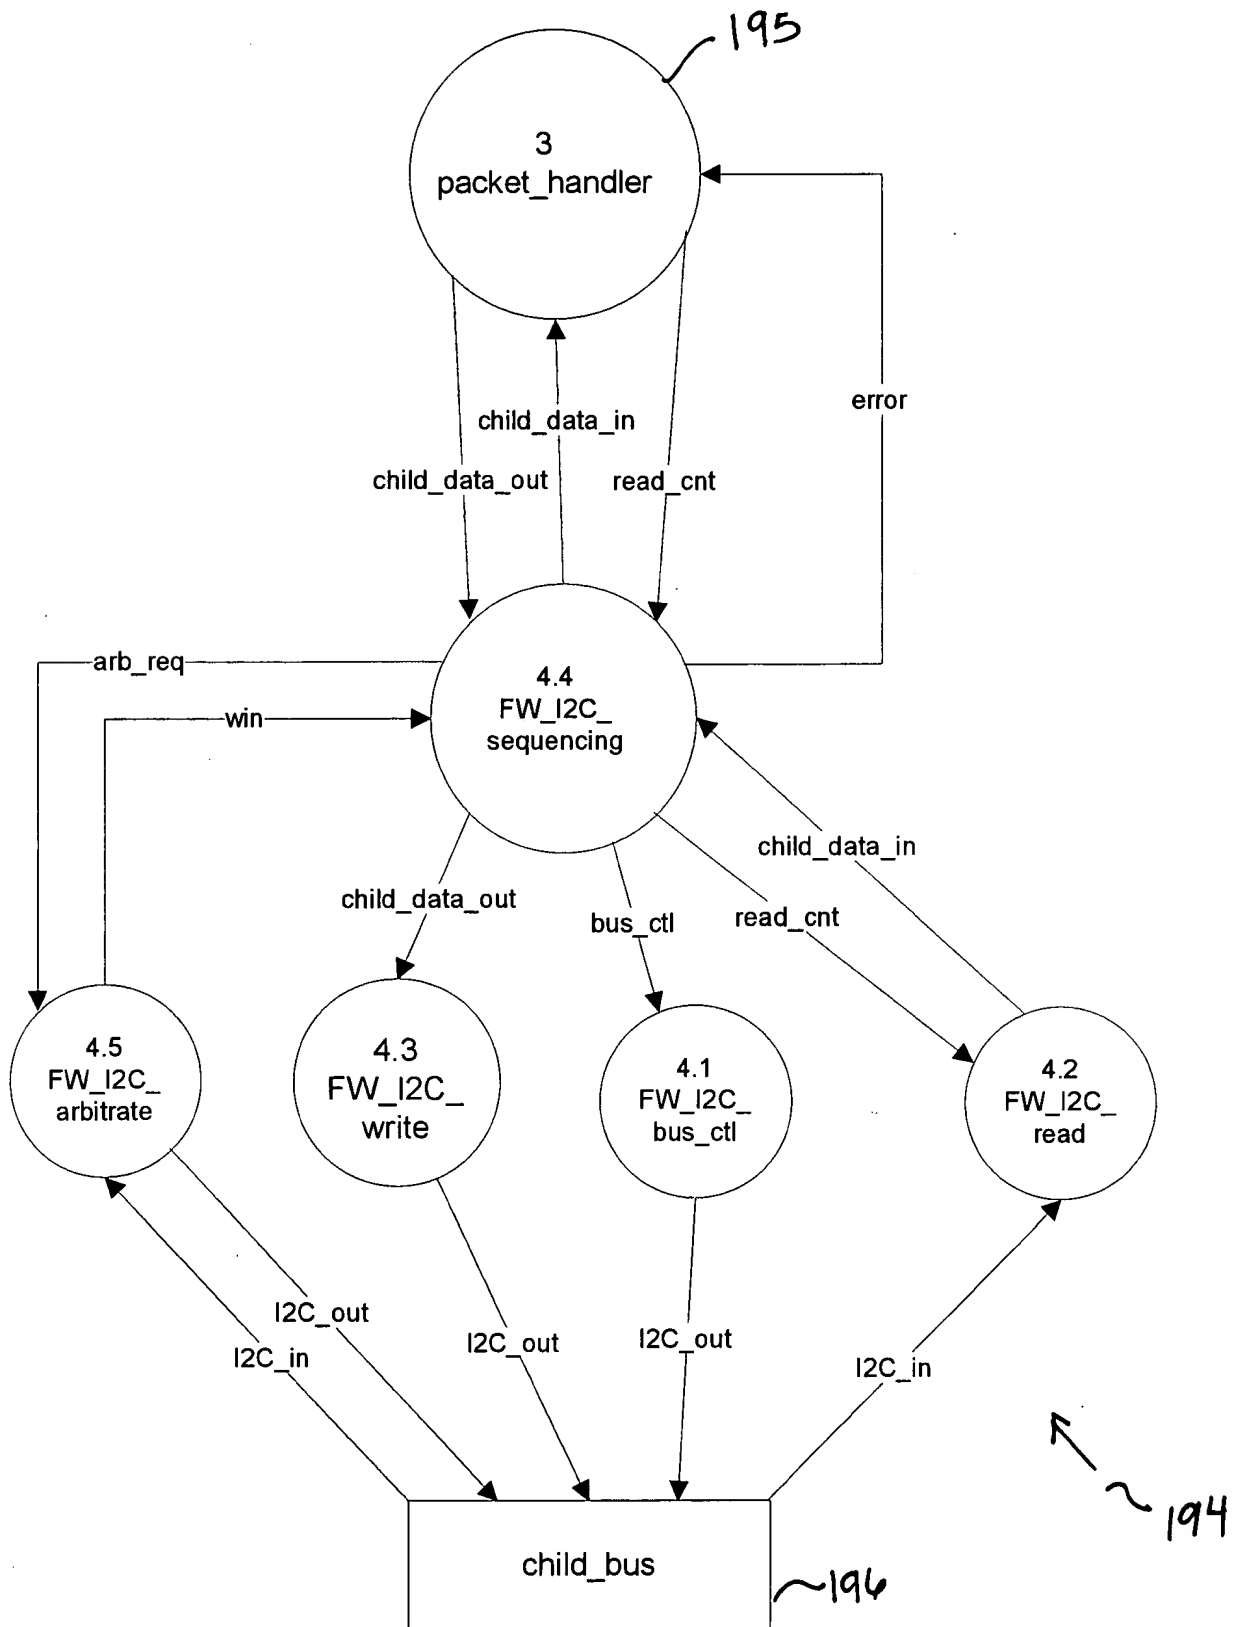 195
3
packet_handler
error
child_data_in
child_data_out
read_cnt
arb_req
4.4
FW_I2C_
sequencing
win
child_data_in
child_data_out
read_cnt
bus_ctl
4.5
FW_I2C_
arbitrate
4.3
FW_I2C_
write
4.1
FW_I2C_
bus_ctl
4.2
FW_I2C_
read
I2C_out
I2C_out
I2C_out
I2C_in
I2C_in
194
child_bus
196